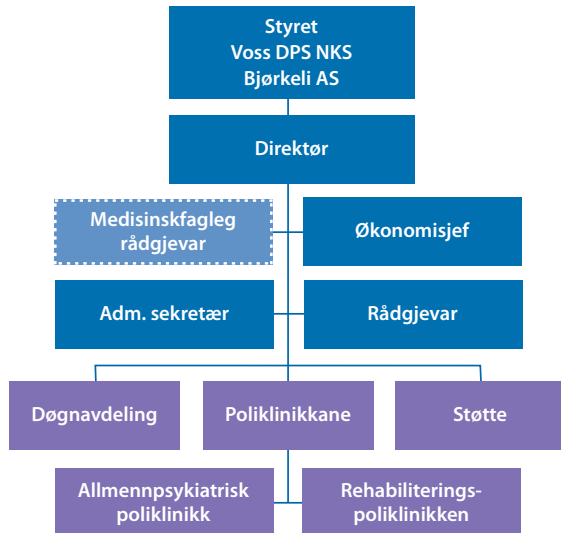 Styret
Voss DPS NKS
Bjørkeli AS
Direktør
Medisinskfagleg
rådgjevar
Økonomisjef
Adm. sekretær
Rådgjevar
Døgnavdeling
Poliklinikkane
Støtte
Allmennpsykiatrisk
poliklinikk
Rehabiliterings-
poliklinikken